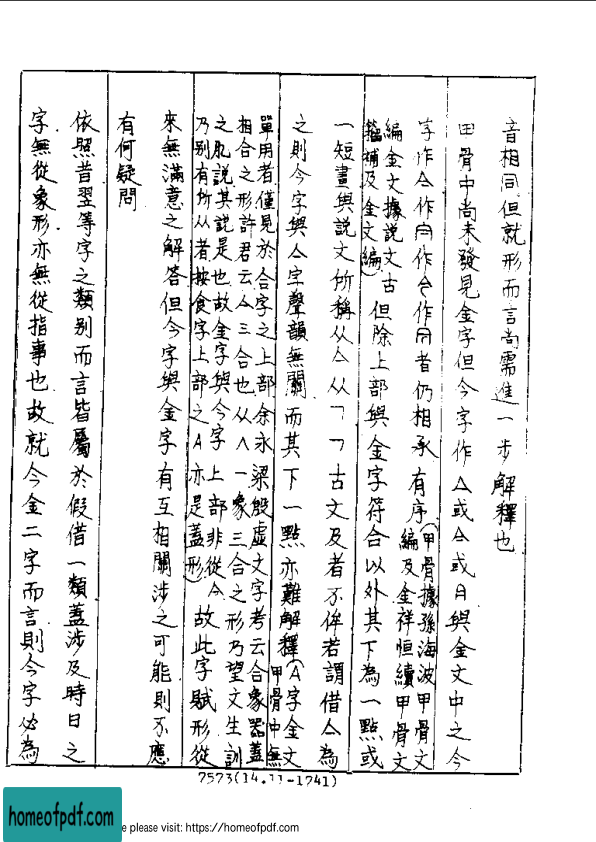 音相同但就形而言尚需進一步解釋也
甲骨中尚未發見金字但今字作亼或亽或A與金文中之今
字作亼作亽作今作者仍相承有序(甲骨據孫海波甲骨文
編及金祥恒續甲骨文
編金文據說文古
籀補及金文編)但除上部與金字符合以外其下為一點或
一短畫與說文所稱从亼从㇕㇕古文及者不侔若謂借亼為
之則今字與亼字聲韻無關而其下一點亦難解釋(A字金文
甲骨中無
單用者僅見於合字之上部余永梁殷虛文字考云合象器蓋
相合之形許君云亼三合也从入一象三合之形乃望文生訓
之肊說其說是也故金字與今字上部非從亼
乃别有所从者按食字上部之A亦是蓋形)故此字賦形從
來無滿意之解答但今字與金字有互相關涉之可能則不應
有何疑問
依照昔翌等字之類别而言皆屬於假借一類蓋涉及時日之
字無從象形亦無從指事也故就今金二字而言則今字必為
7573(14.11-1741)
homeofpdf.com
e please visit: https://homeofpdf.com